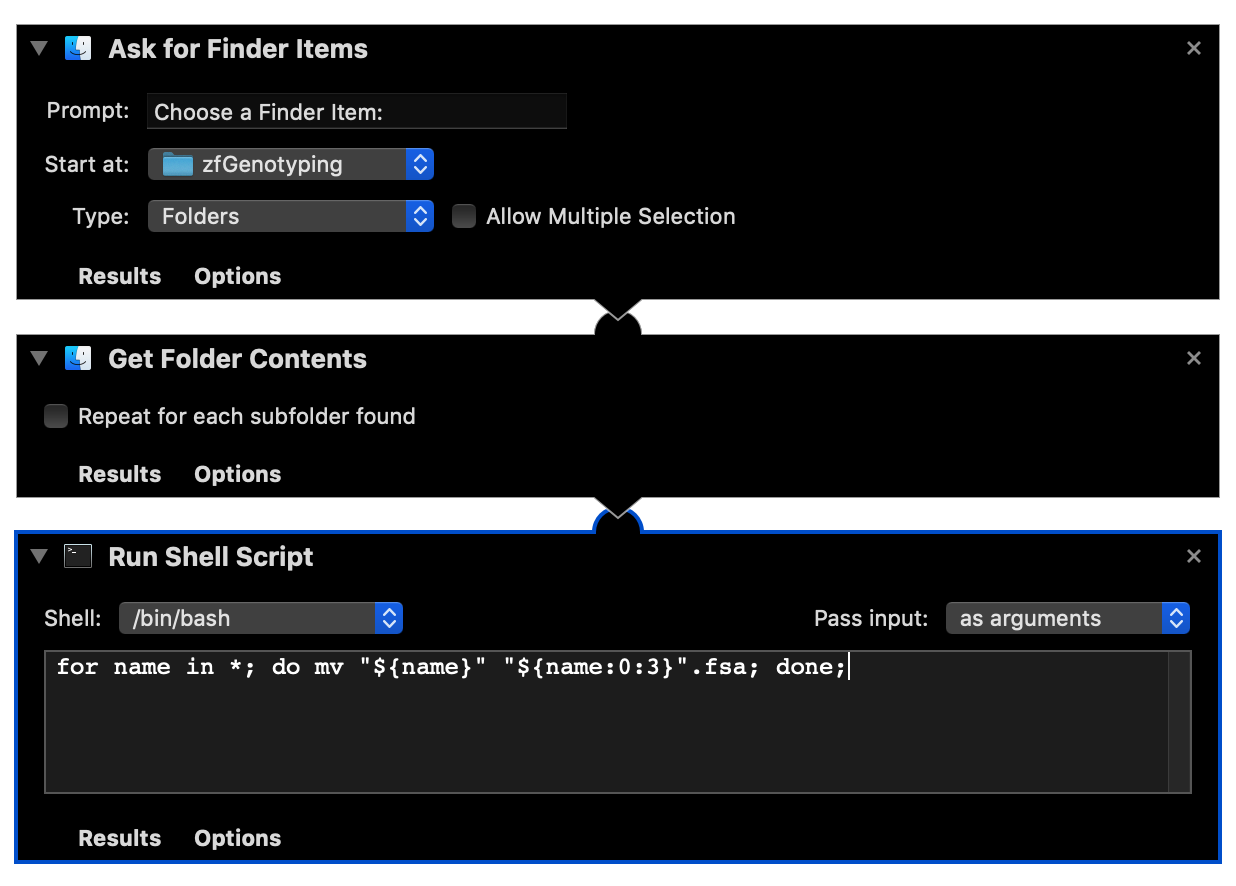 Ask for Finder Items
Prompt: Choose a Finder Item:
Start at: zfGenotyping
Type: Folders Allow Multiple Selection
Results Options
Get Folder Contents
Repeat for each subfolder found
Results Options
Run Shell Script
Shell: /bin/bash Pass input: as arguments
for name in *; do mv "${name}" "${name:0:3}".fsa; done;
Results Options